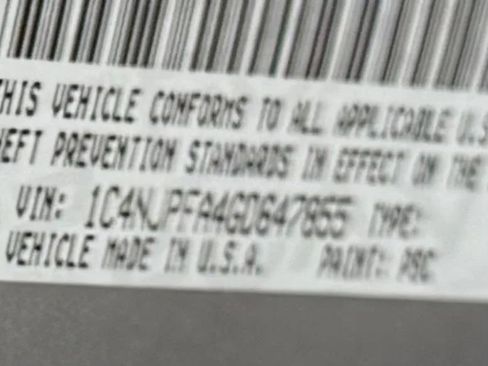 THIS VEHICLE CONFORMS TO ALL APPLICABLE U.S
EFT PREVENTION STANDARDS IN EFFECT ON THE
VIN: 1C4NJPFA4GD647855 TYPE:
VEHICLE MADE IN U.S.A. PAINT: PSC